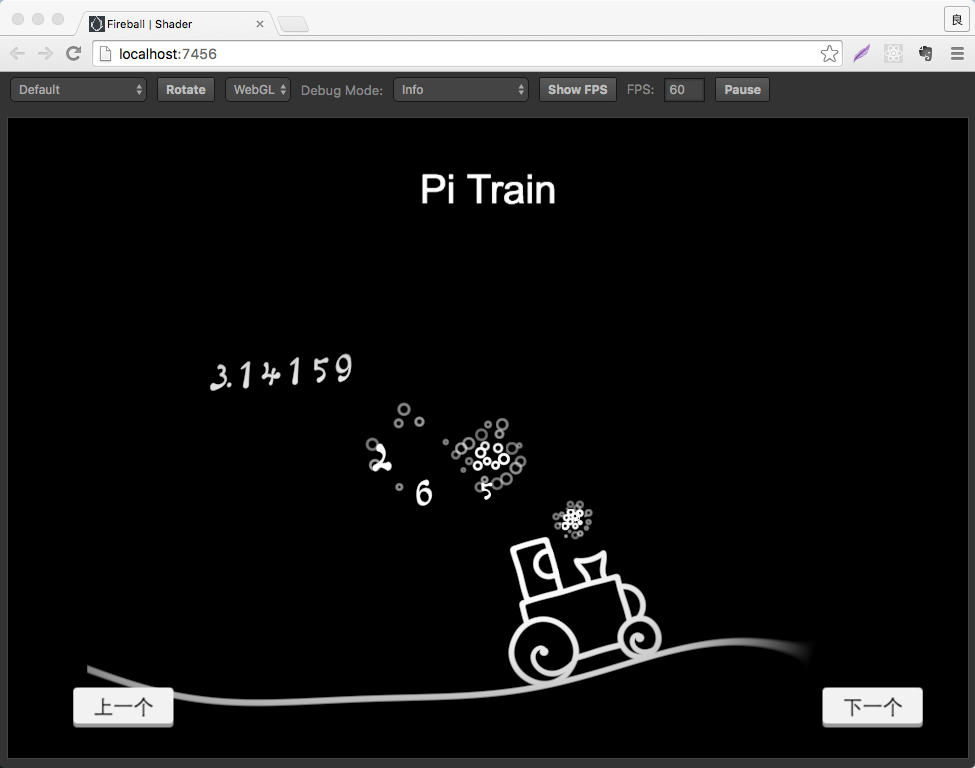 Fireball | Shader
良
localhost:7456
Default Rotate WebGL Debug Mode: Info Show FPS FPS: 60 Pause
Pi Train
3.14159
2
6
5
上一个 下一个